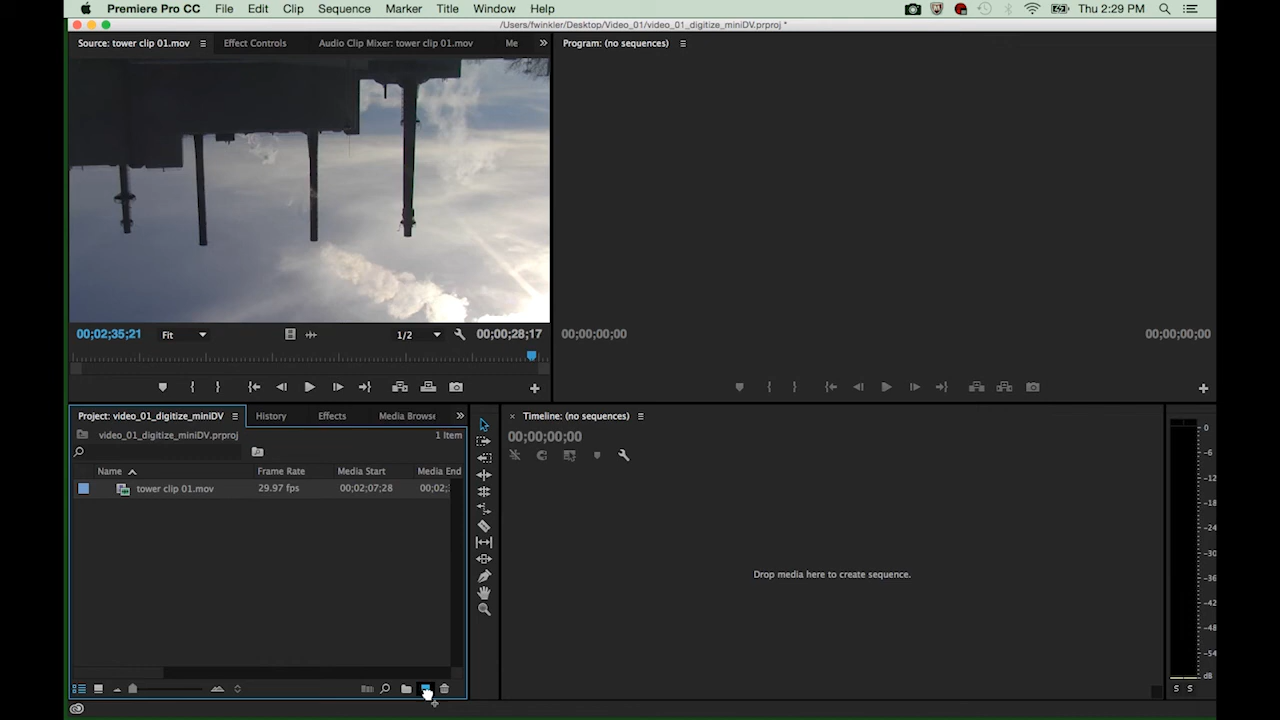 Premiere Pro CC File Edit Clip Sequence Marker Title Window Help Thu 2:29 PM
/Users/fwinkler/Desktop/Video_01/video_01_digitize_miniDV.prproj *
Source: tower clip 01.mov Effect Controls Audio Clip Mixer: tower clip 01.mov Me
Program: (no sequences)
00;02;35;21 Fit 1/2 00;00;28;17
00;00;00;00 00;00;00;00
Project: video_01_digitize_miniDV History Effects Media Browse
video_01_digitize_miniDV.prproj 1 Item
Name Frame Rate Media Start Media End
tower clip 01.mov 29.97 fps 00;02;07;28 00;02;
Timeline: (no sequences)
00;00;00;00
Drop media here to create sequence.
0
-6
-12
-18
-24
-30
-36
-42
-48
-54
dB
S S